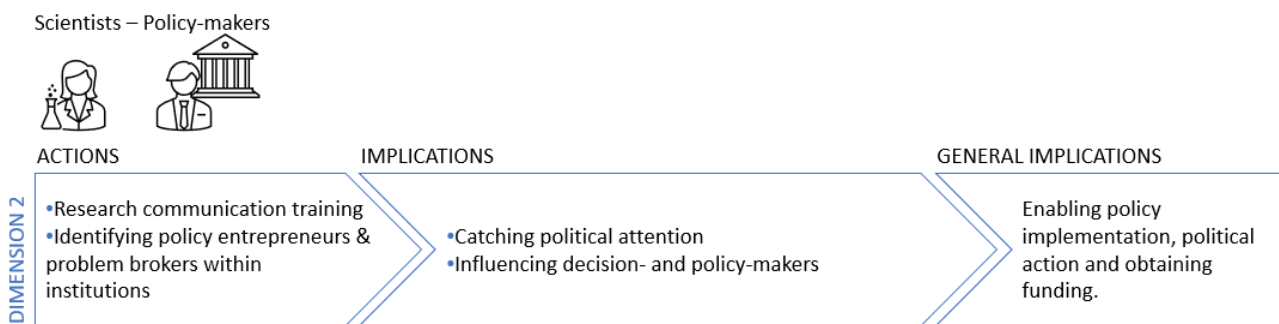 Scientists – Policy-makers
ACTIONS
IMPLICATIONS
GENERAL IMPLICATIONS
DIMENSION 2
•Research communication training
•Identifying policy entrepreneurs &
problem brokers within
institutions
•Catching political attention
•Influencing decision- and policy-makers
Enabling policy
implementation, political
action and obtaining
funding.